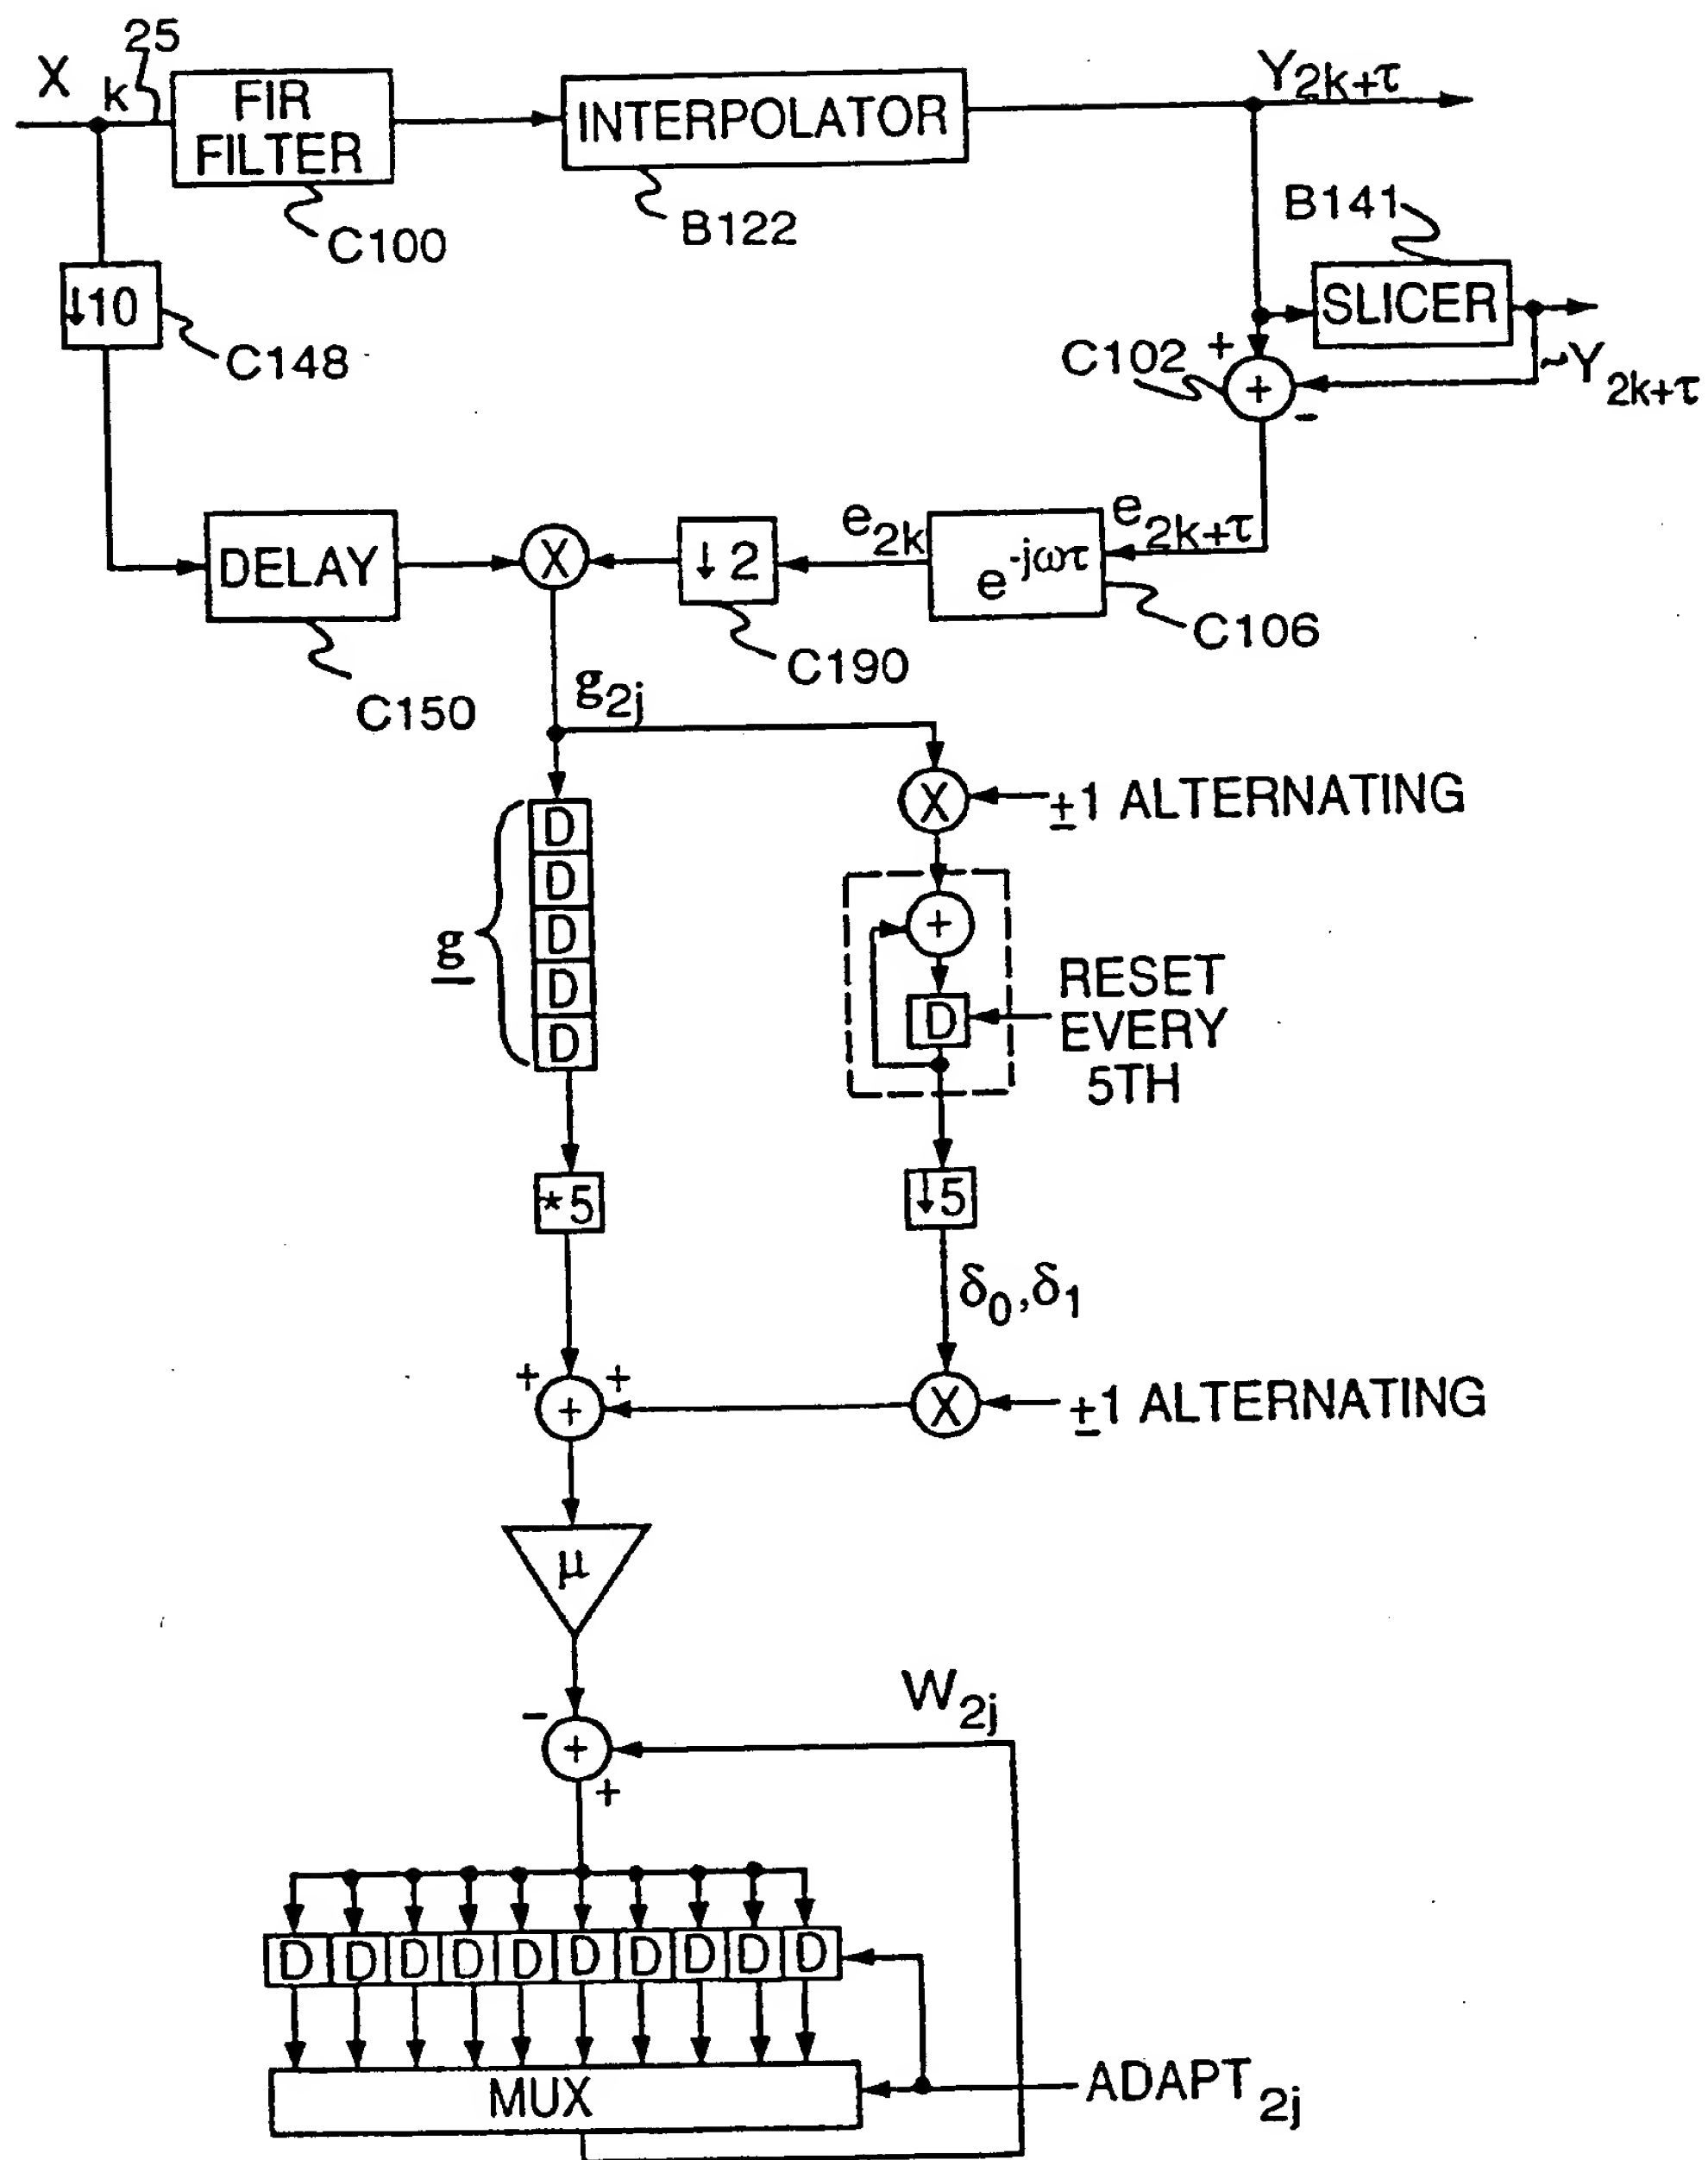 25
X
k
FIR
FILTER
INTERPOLATOR
Y2k+τ
C100
B122
B141
↓10
SLICER
C148
C102
+
+
-
~Y2k+τ
DELAY
X
↓ 2
e2k
e-jωτ
e2k+τ
C150
C190
C106
g2j
X
±1 ALTERNATING
g
D
D
D
D
D
+
D
RESET
EVERY
5TH
*5
↓5
δ0,δ1
+
+
+
X
±1 ALTERNATING
μ
-
+
+
W2j
D D D D D D D D D D
MUX
ADAPT2j